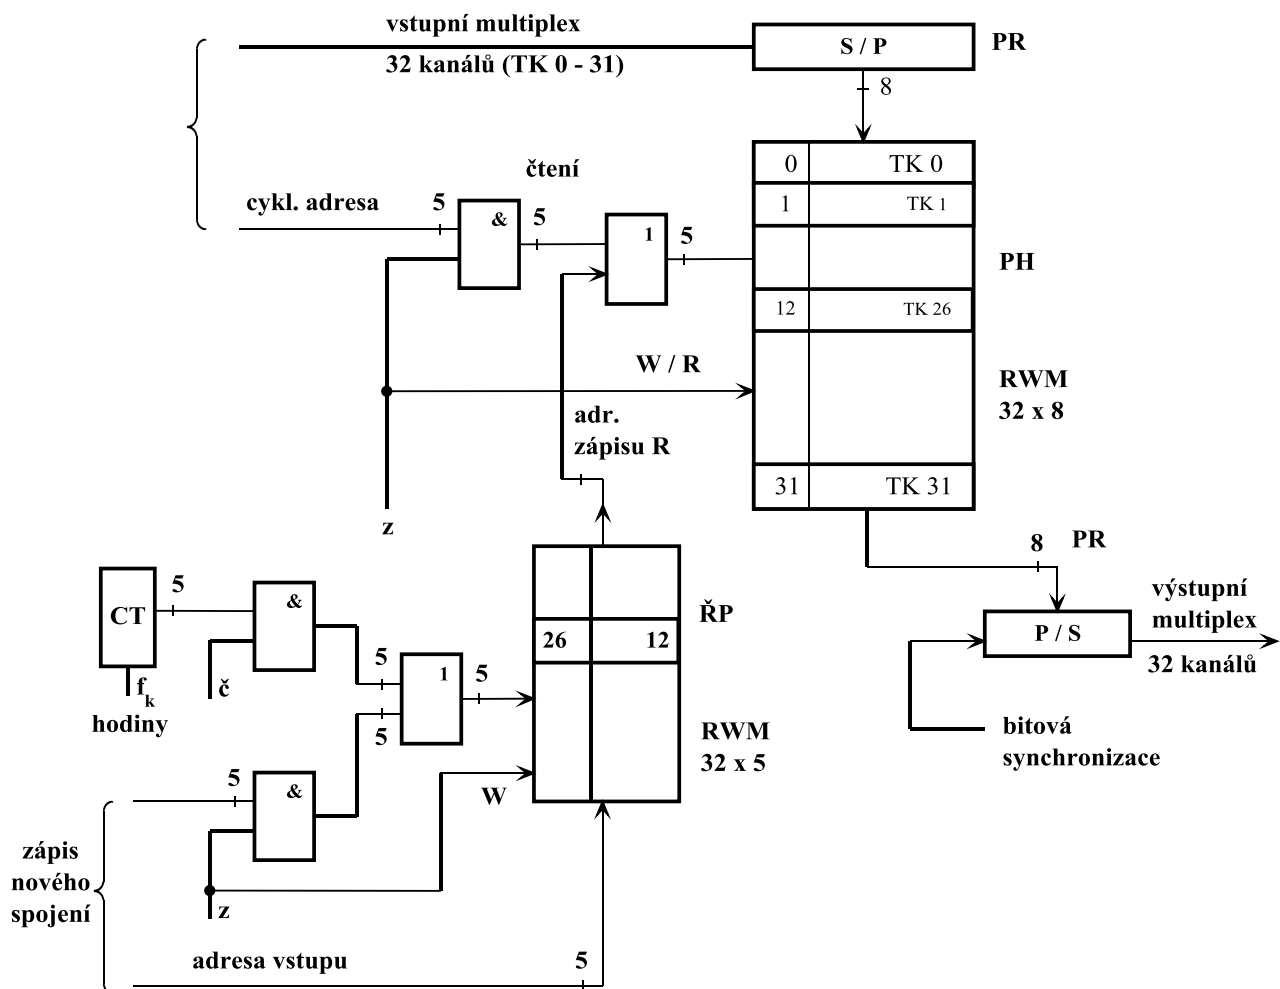 vstupní multiplex
32 kanálů (TK 0 - 31)
S / P
PR
8
0 TK 0
1 TK 1
PH
12 TK 26
RWM
32 x 8
31 TK 31
čtení
cykl. adresa
5
&
5
1
5
W / R
adr.
zápisu R
z
8
PR
výstupní
multiplex
P / S
32 kanálů
bitová
synchronizace
CT
5
&
f k
hodiny
č
5
1
5
5
ŘP
26 12
RWM
32 x 5
5
&
W
zápis
nového
spojení
z
adresa vstupu
5